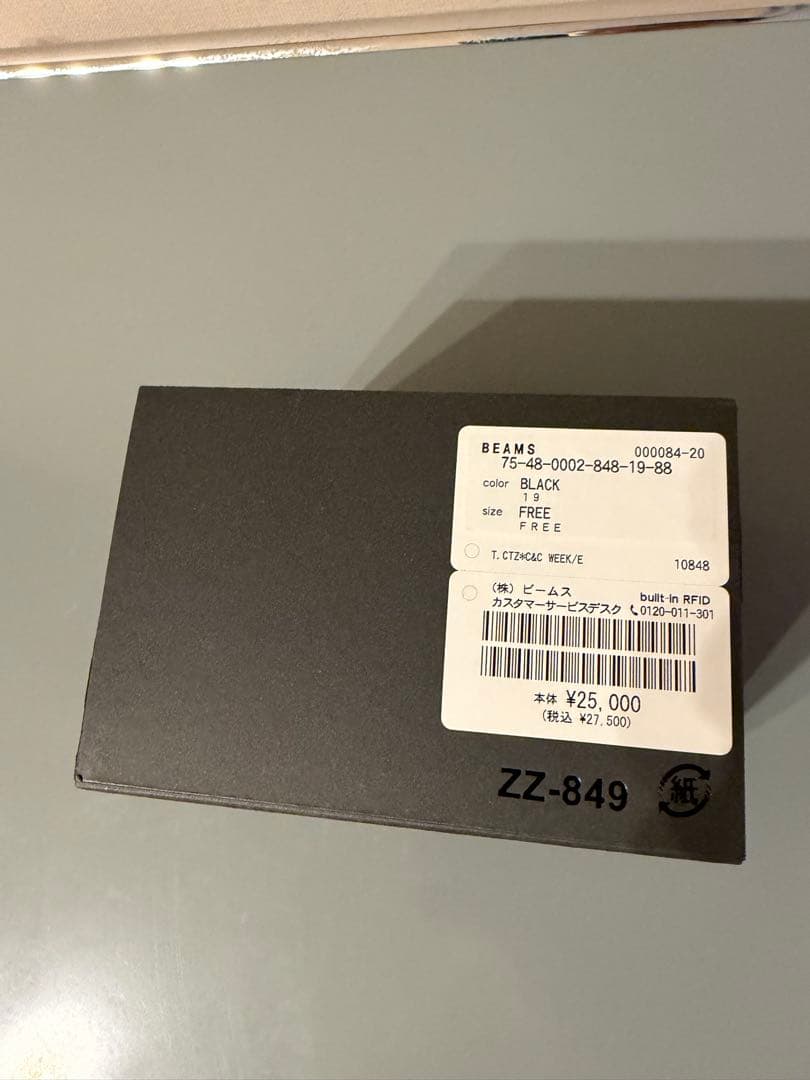 BEAMS 000084-20
75-48-0002-848-19-88
color BLACK
19
size FREE
FREE
T.CTZ*C&C WEEK/E 10848
(株) ビームス built-in RFID
カスタマーサービスデスク 0120-011-301
本体 ¥25,000
(税込 ¥27,500)
ZZ-849 紙